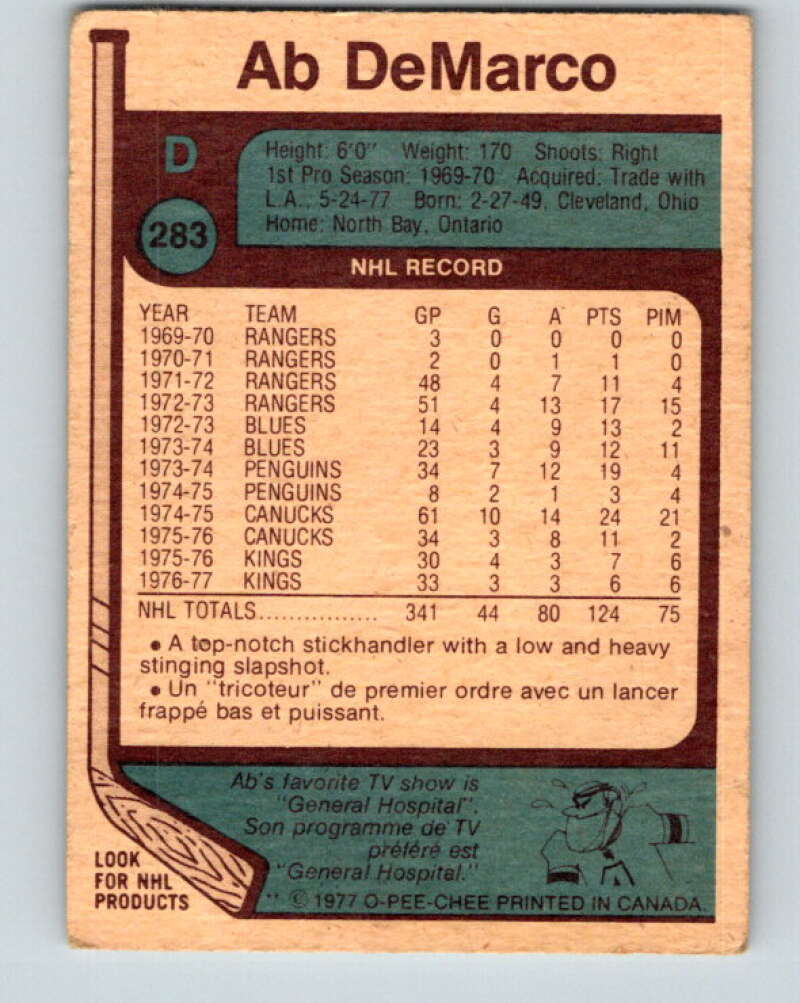 Ab DeMarco
D
283
Height: 6'0" Weight: 170 Shoots: Right
1st Pro Season: 1969-70 Acquired: Trade with
L.A., 5-24-77 Born: 2-27-49, Cleveland, Ohio
Home: North Bay, Ontario
NHL RECORD
YEAR TEAM GP G A PTS PIM
1969-70 RANGERS 3 0 0 0 0
1970-71 RANGERS 2 0 1 1 0
1971-72 RANGERS 48 4 7 11 4
1972-73 RANGERS 51 4 13 17 15
1972-73 BLUES 14 4 9 13 2
1973-74 BLUES 23 3 9 12 11
1973-74 PENGUINS 34 7 12 19 4
1974-75 PENGUINS 8 2 1 3 4
1974-75 CANUCKS 61 10 14 24 21
1975-76 CANUCKS 34 3 8 11 2
1975-76 KINGS 30 4 3 7 6
1976-77 KINGS 33 3 3 6 6
NHL TOTALS................ 341 44 80 124 75
• A top-notch stickhandler with a low and heavy
stinging slapshot.
• Un "tricoteur" de premier ordre avec un lancer
frappé bas et puissant.
Ab's favorite TV show is
"General Hospital".
Son programme de TV
préféré est
"General Hospital."
LOOK
FOR NHL
PRODUCTS
** © 1977 O-PEE-CHEE PRINTED IN CANADA.